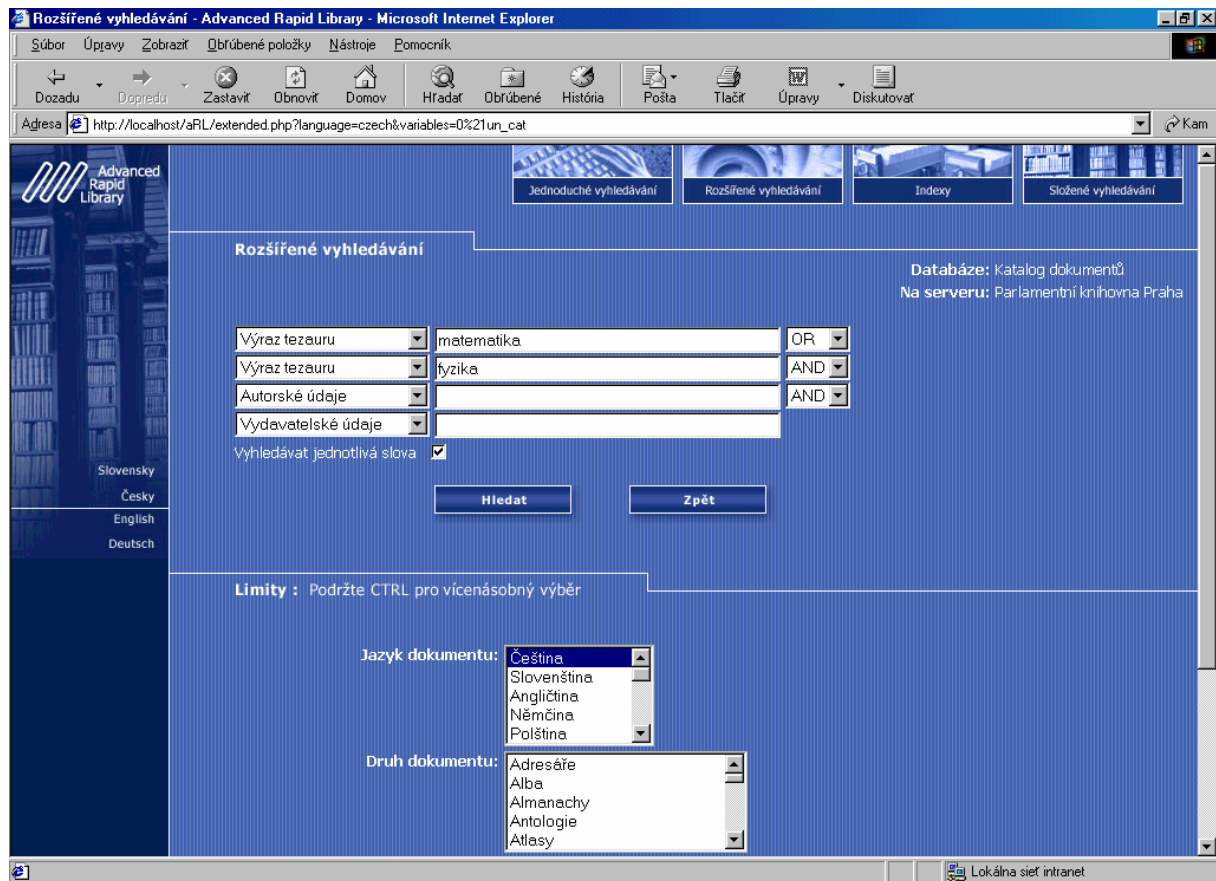 Rozšířené vyhledávání - Advanced Rapid Library - Microsoft Internet Explorer
Súbor Úpravy Zobraziť Obľúbené položky Nástroje Pomocník
Dozadu Dopredu Zastaviť Obnoviť Domov Hľadať Obľúbené História Pošta Tlačiť Úpravy Diskutovať
Adresa http://localhost/aRL/extended.php?language=czech&variables=0%21un_cat Kam
Advanced
Rapid
Library
Jednoduché vyhledávání Rozšířené vyhledávání Indexy Složené vyhledávání
Rozšířené vyhledávání
Databáze: Katalog dokumentů
Na serveru: Parlamentní knihovna Praha
Výraz tezauru matematika OR
Výraz tezauru fyzika AND
Autorské údaje AND
Vydavatelské údaje
Vyhledávat jednotlivá slova
Slovensky
Česky
English
Deutsch
Hledat Zpět
Limity : Podržte CTRL pro vícenásobný výběr
Jazyk dokumentu: Čeština
Slovenština
Angličtina
Němčina
Polština
Druh dokumentu: Adresáře
Alba
Almanachy
Antologie
Atlasy
Lokálna sieť intranet